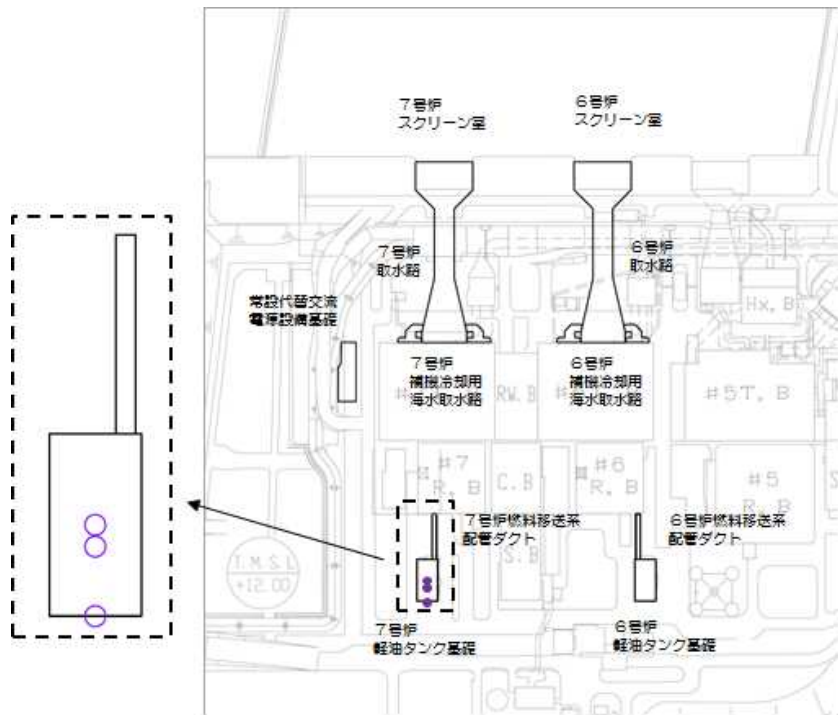 7号炉
スクリーン室
6号炉
スクリーン室
7号炉
取水路
6号炉
取水路
常設代替交流
電源設備基礎
Hx. B
7号炉
補機冷却用
海水取水路
6号炉
補機冷却用
海水取水路
RW. B
#5T. B
#7
R. B
C. B
#6
R. B
#5
R. B
7号炉燃料移送系
配管ダクト
6号炉燃料移送系
配管ダクト
S. B
T. M. S. L
+12.00
7号炉
軽油タンク基礎
6号炉
軽油タンク基礎